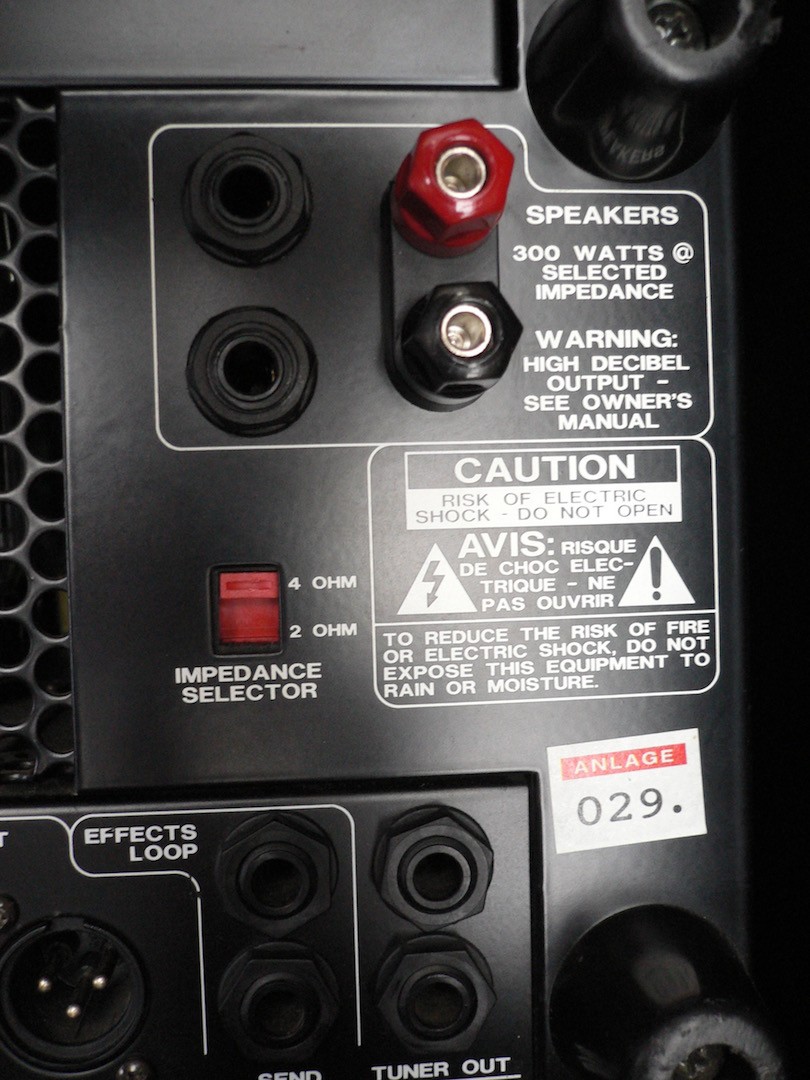 SPEAKERS
300 WATTS @
SELECTED
IMPEDANCE
WARNING:
HIGH DECIBEL
OUTPUT -
SEE OWNER'S
MANUAL
CAUTION
RISK OF ELECTRIC
SHOCK - DO NOT OPEN
AVIS: RISQUE
DE CHOC ELEC-
TRIQUE - NE
PAS OUVRIR
TO REDUCE THE RISK OF FIRE
OR ELECTRIC SHOCK, DO NOT
EXPOSE THIS EQUIPMENT TO
RAIN OR MOISTURE.
4 OHM
2 OHM
IMPEDANCE
SELECTOR
ANLAGE
029.
EFFECTS
LOOP
SEND
TUNER OUT